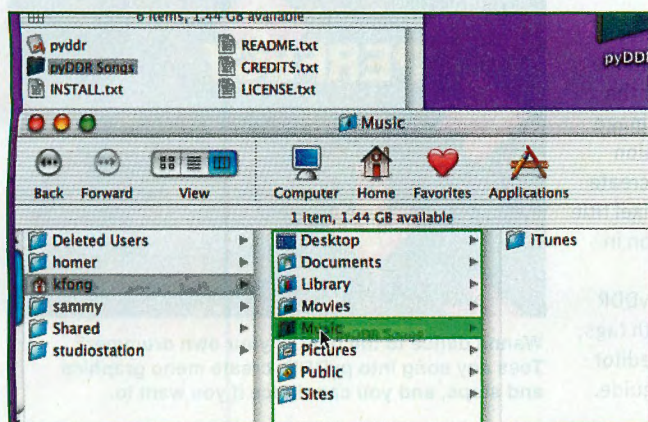 6 items, 1.44 GB available
pyddr
README.txt
pyDDR Songs
CREDITS.txt
INSTALL.txt
LICENSE.txt
pyDDR
Music
Back Forward View Computer Home Favorites Applications
1 item, 1.44 GB available
Deleted Users
homer
kfong
sammy
Shared
studiostation
Desktop
Documents
Library
Movies
Music
pyDDR Songs
Pictures
Public
Sites
iTunes